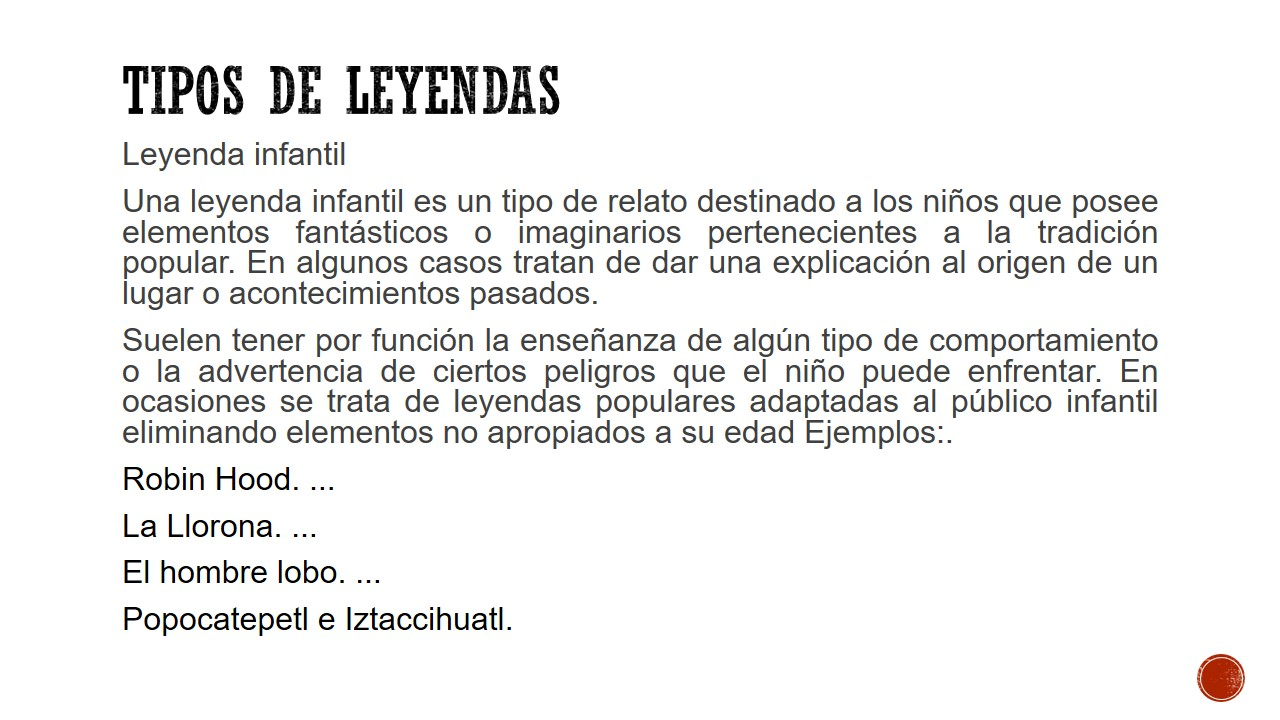 TIPOS DE LEYENDAS
Leyenda infantil
Una leyenda infantil es un tipo de relato destinado a los niños que posee
elementos fantásticos o imaginarios pertenecientes a la tradición
popular. En algunos casos tratan de dar una explicación al origen de un
lugar o acontecimientos pasados.
Suelen tener por función la enseñanza de algún tipo de comportamiento
o la advertencia de ciertos peligros que el niño puede enfrentar. En
ocasiones se trata de leyendas populares adaptadas al público infantil
eliminando elementos no apropiados a su edad Ejemplos:.
Robin Hood. ...
La Llorona. ...
El hombre lobo. ...
Popocatepetl e Iztaccihuatl.